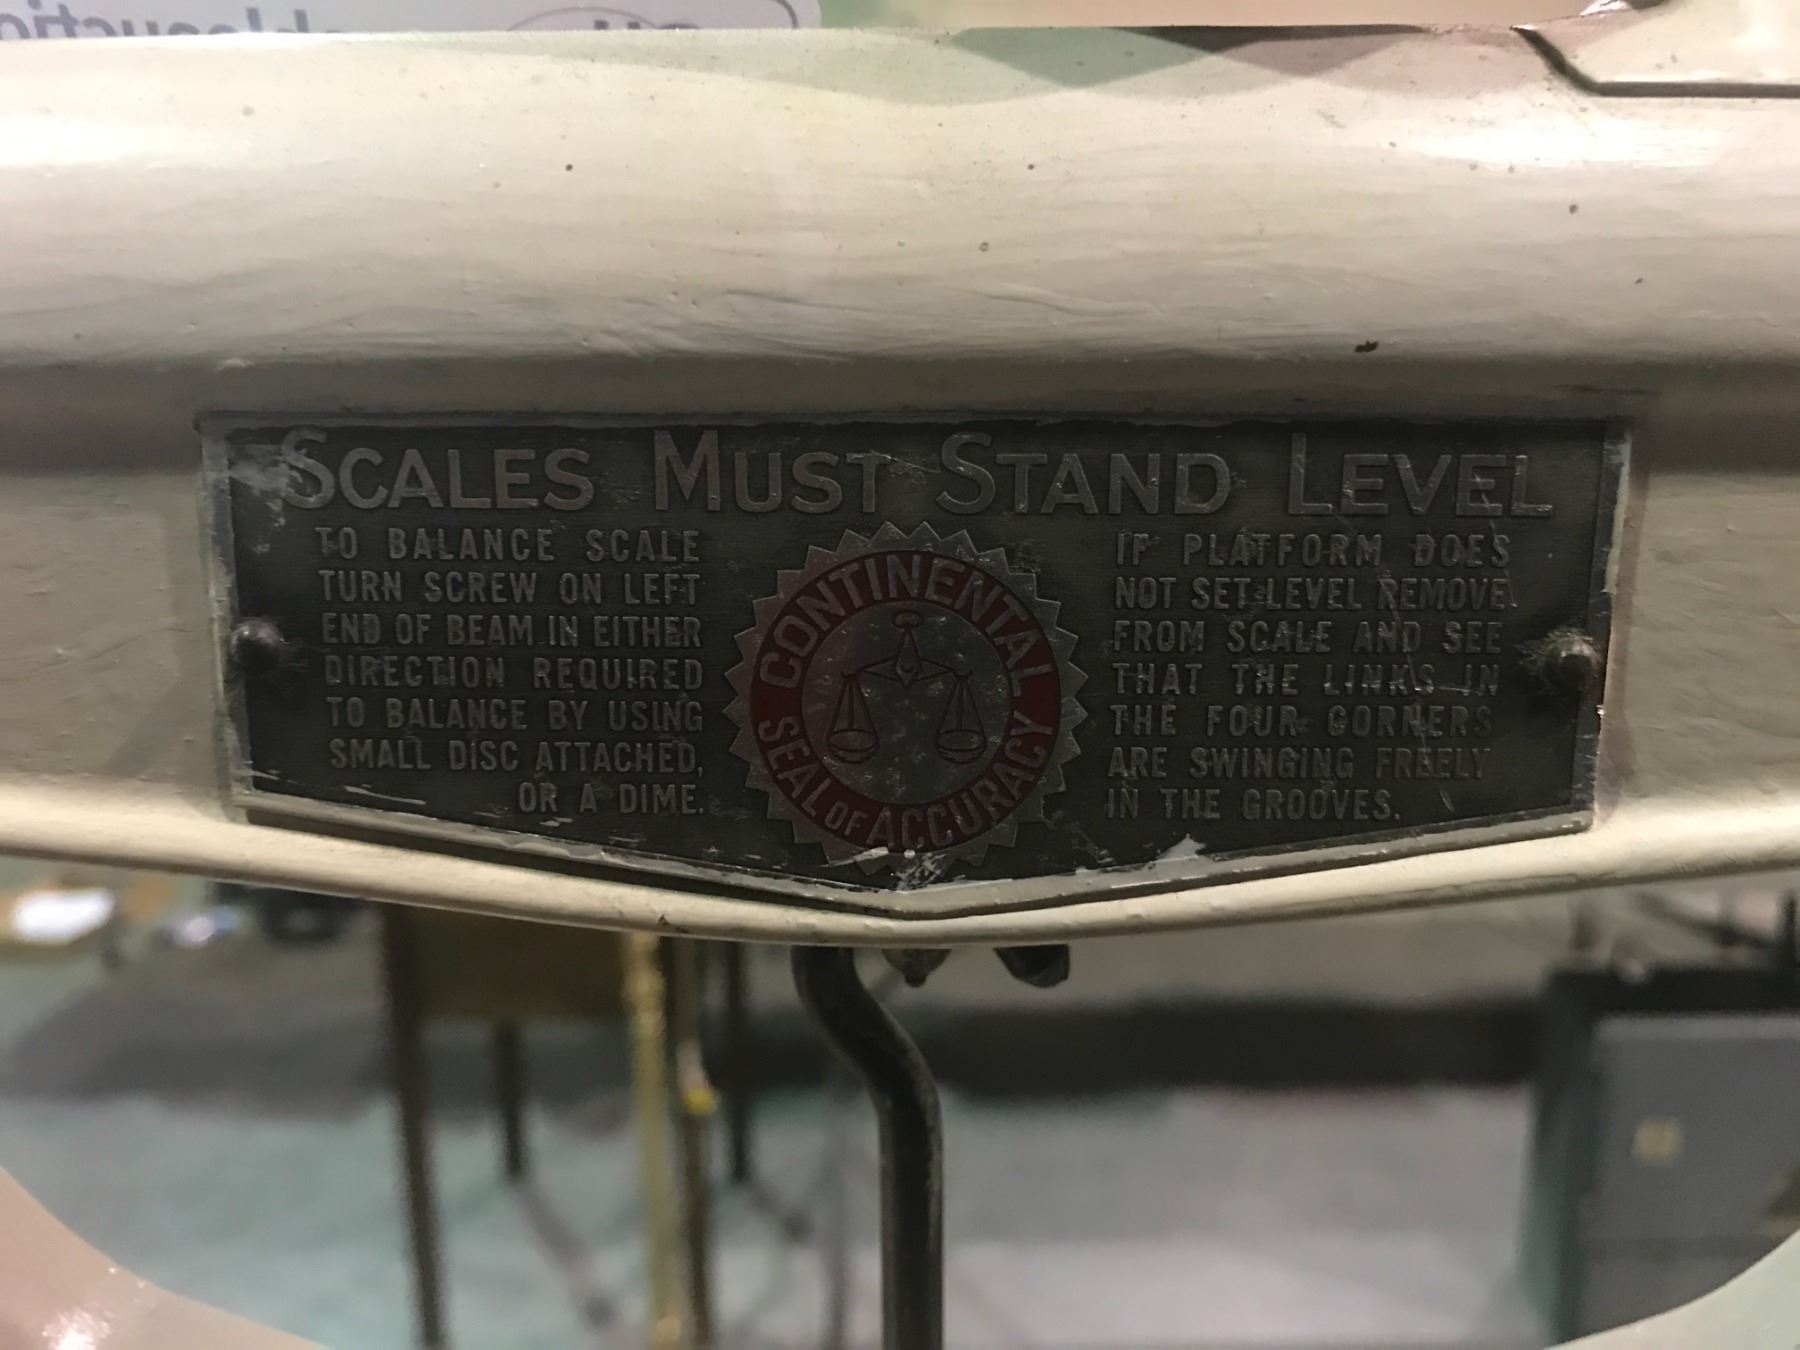 SCALES MUST STAND LEVEL
TO BALANCE SCALE
TURN SCREW ON LEFT
END OF BEAM IN EITHER
DIRECTION REQUIRED
TO BALANCE BY USING
SMALL DISC ATTACHED,
OR A DIME.
CONTINENTAL
SEAL OF ACCURACY
IF PLATFORM DOES
NOT SET LEVEL REMOVE
FROM SCALE AND SEE
THAT THE LINKS IN
THE FOUR CORNERS
ARE SWINGING FREELY
IN THE GROOVES.